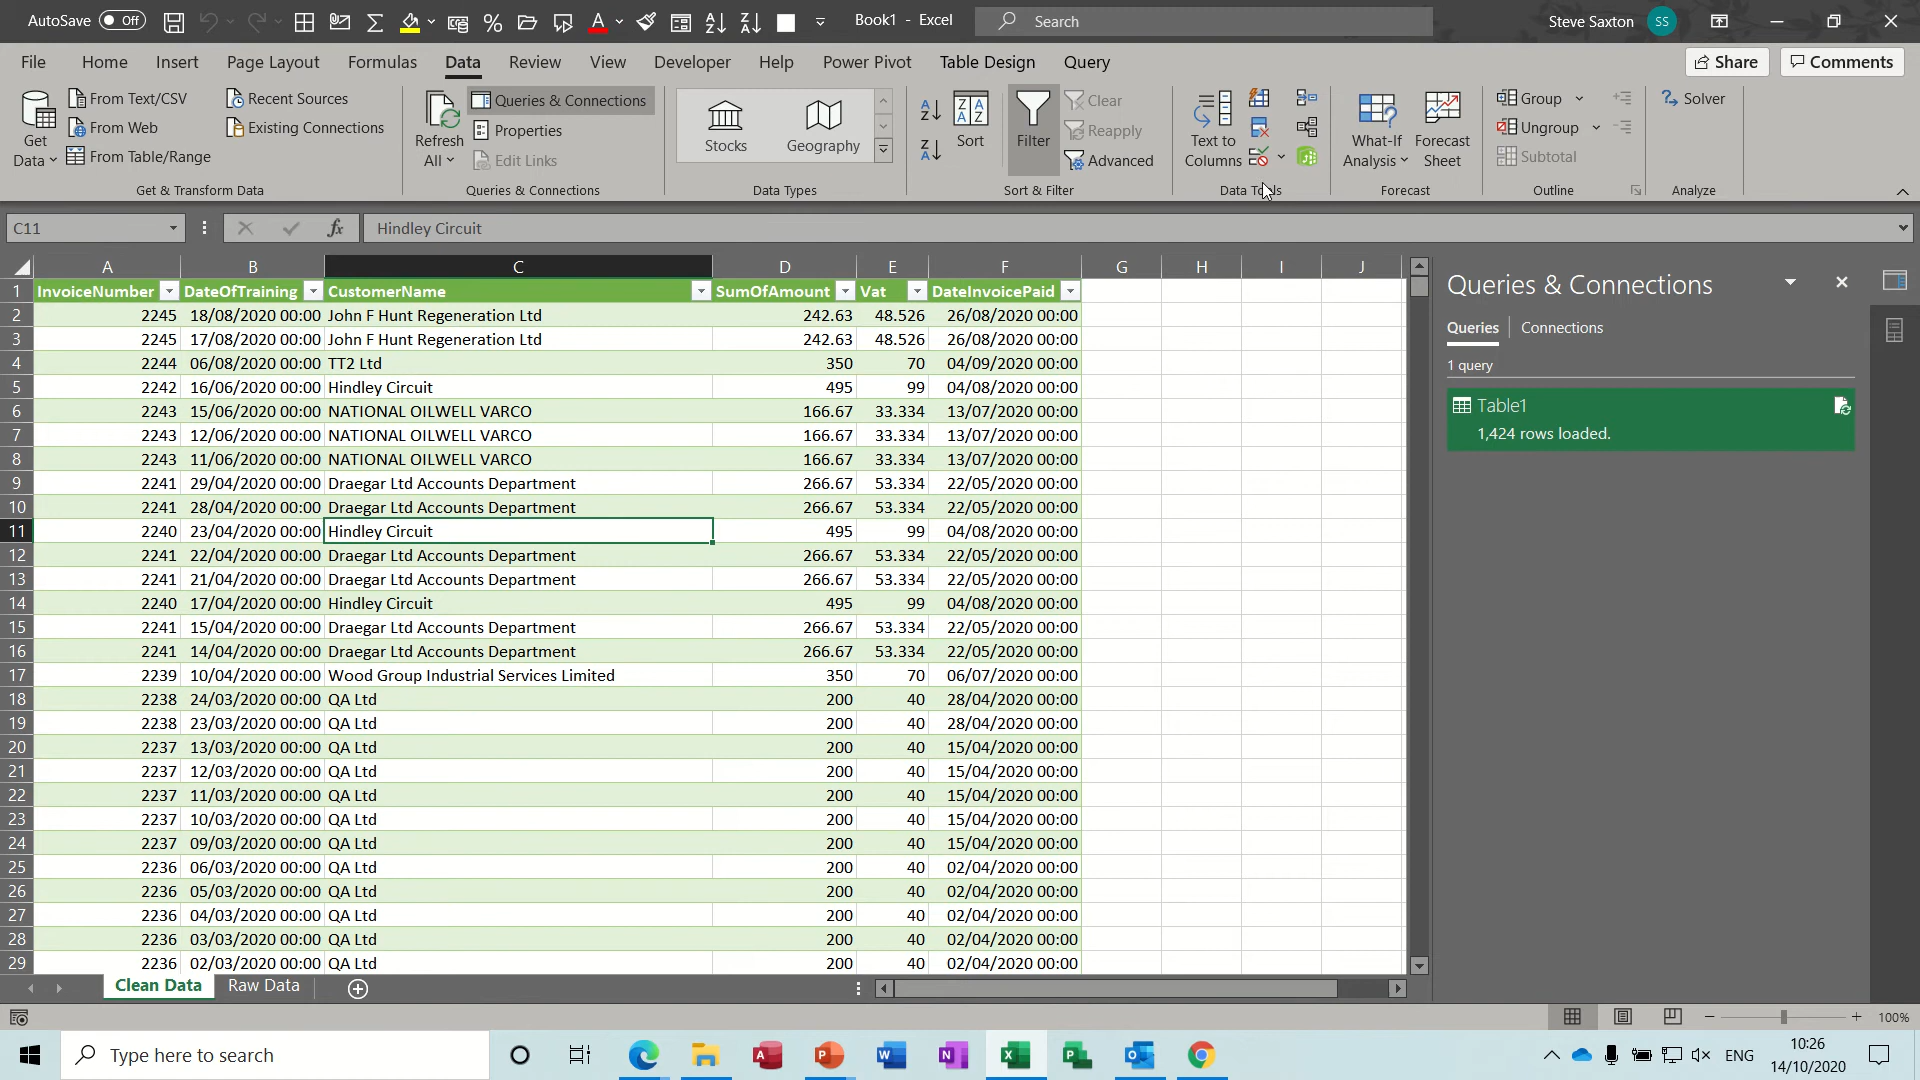 AutoSave Off Book1 - Excel Search Steve Saxton SS
File Home Insert Page Layout Formulas Data Review View Developer Help Power Pivot Table Design Query Share Comments
Get Data
From Text/CSV
From Web
From Table/Range
Recent Sources
Existing Connections
Get & Transform Data
Refresh All
Queries & Connections
Properties
Edit Links
Queries & Connections
Stocks
Geography
Data Types
Sort
Filter
Clear
Reapply
Advanced
Sort & Filter
Text to Columns
Data Tools
What-If Analysis
Forecast Sheet
Forecast
Group
Ungroup
Subtotal
Outline
Solver
Analyze
C11 fx Hindley Circuit
A B C D E F G H I J
1 InvoiceNumber DateOfTraining CustomerName SumOfAmount Vat DateInvoicePaid
2 2245 18/08/2020 00:00 John F Hunt Regeneration Ltd 242.63 48.526 26/08/2020 00:00
3 2245 17/08/2020 00:00 John F Hunt Regeneration Ltd 242.63 48.526 26/08/2020 00:00
4 2244 06/08/2020 00:00 TT2 Ltd 350 70 04/09/2020 00:00
5 2242 16/06/2020 00:00 Hindley Circuit 495 99 04/08/2020 00:00
6 2243 15/06/2020 00:00 NATIONAL OILWELL VARCO 166.67 33.334 13/07/2020 00:00
7 2243 12/06/2020 00:00 NATIONAL OILWELL VARCO 166.67 33.334 13/07/2020 00:00
8 2243 11/06/2020 00:00 NATIONAL OILWELL VARCO 166.67 33.334 13/07/2020 00:00
9 2241 29/04/2020 00:00 Draegar Ltd Accounts Department 266.67 53.334 22/05/2020 00:00
10 2241 28/04/2020 00:00 Draegar Ltd Accounts Department 266.67 53.334 22/05/2020 00:00
11 2240 23/04/2020 00:00 Hindley Circuit 495 99 04/08/2020 00:00
12 2241 22/04/2020 00:00 Draegar Ltd Accounts Department 266.67 53.334 22/05/2020 00:00
13 2241 21/04/2020 00:00 Draegar Ltd Accounts Department 266.67 53.334 22/05/2020 00:00
14 2240 17/04/2020 00:00 Hindley Circuit 495 99 04/08/2020 00:00
15 2241 15/04/2020 00:00 Draegar Ltd Accounts Department 266.67 53.334 22/05/2020 00:00
16 2241 14/04/2020 00:00 Draegar Ltd Accounts Department 266.67 53.334 22/05/2020 00:00
17 2239 10/04/2020 00:00 Wood Group Industrial Services Limited 350 70 06/07/2020 00:00
18 2238 24/03/2020 00:00 QA Ltd 200 40 28/04/2020 00:00
19 2238 23/03/2020 00:00 QA Ltd 200 40 28/04/2020 00:00
20 2237 13/03/2020 00:00 QA Ltd 200 40 15/04/2020 00:00
21 2237 12/03/2020 00:00 QA Ltd 200 40 15/04/2020 00:00
22 2237 11/03/2020 00:00 QA Ltd 200 40 15/04/2020 00:00
23 2237 10/03/2020 00:00 QA Ltd 200 40 15/04/2020 00:00
24 2237 09/03/2020 00:00 QA Ltd 200 40 15/04/2020 00:00
25 2236 06/03/2020 00:00 QA Ltd 200 40 02/04/2020 00:00
26 2236 05/03/2020 00:00 QA Ltd 200 40 02/04/2020 00:00
27 2236 04/03/2020 00:00 QA Ltd 200 40 02/04/2020 00:00
28 2236 03/03/2020 00:00 QA Ltd 200 40 02/04/2020 00:00
29 2236 02/03/2020 00:00 QA Ltd 200 40 02/04/2020 00:00
Queries & Connections
Queries Connections
1 query
Table1
1,424 rows loaded.
Clean Data Raw Data
100%
Type here to search
ENG
10:26
14/10/2020